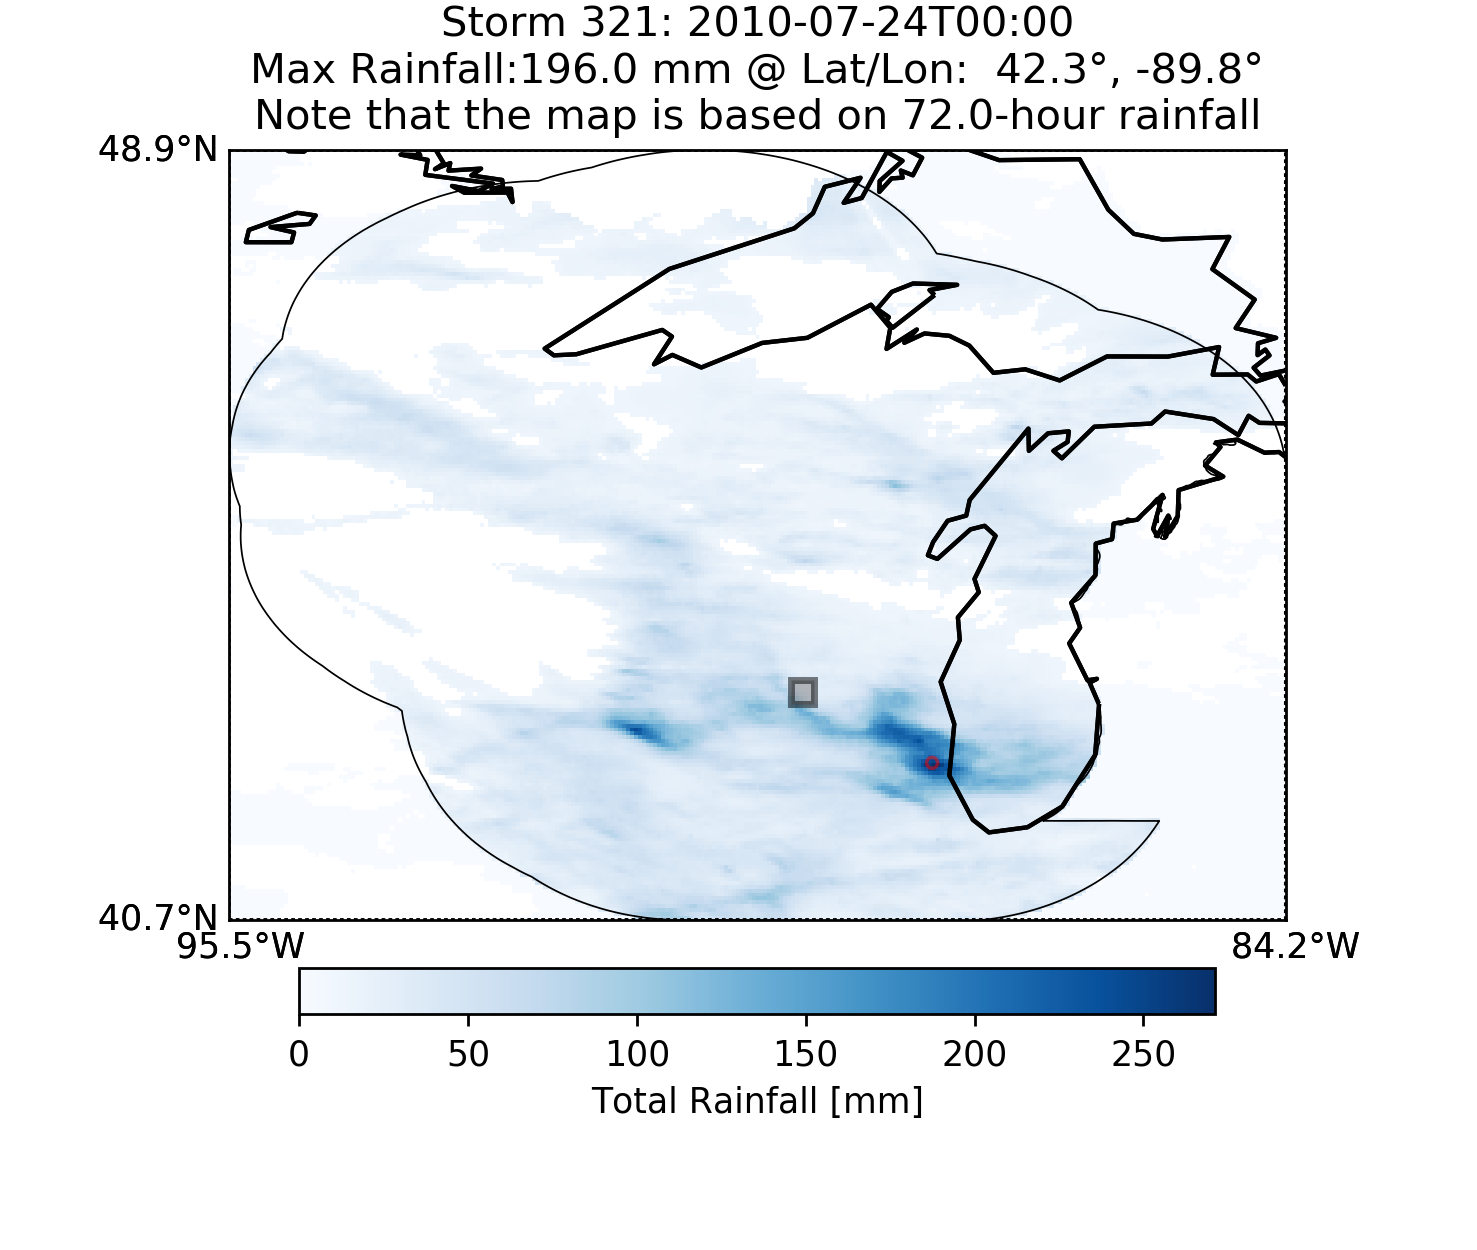 Storm 321: 2010-07-24T00:00
Max Rainfall:196.0 mm @ Lat/Lon:  42.3°, -89.8°
Note that the map is based on 72.0-hour rainfall
48.9°N
40.7°N
95.5°W 84.2°W
0 50 100 150 200 250
Total Rainfall [mm]